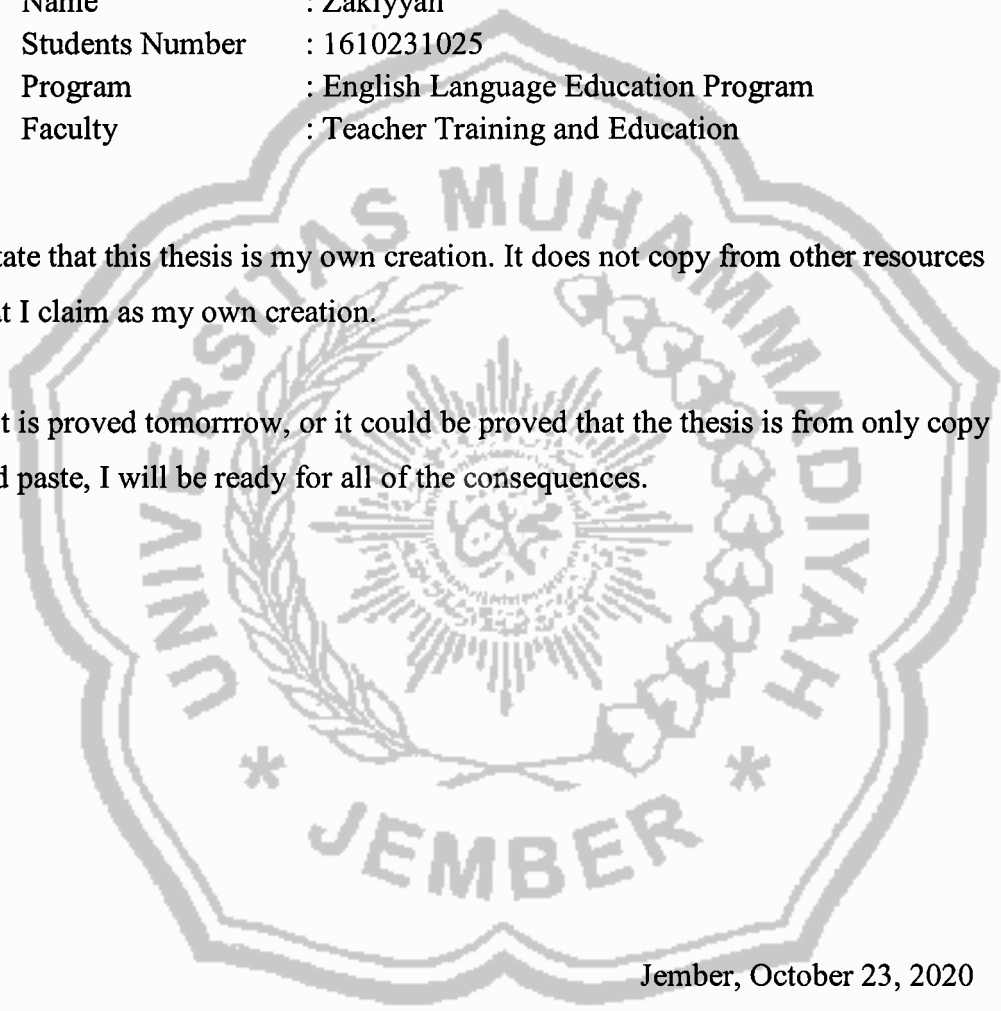 Name : Zakiyyah
Students Number : 1610231025
Program : English Language Education Program
Faculty : Teacher Training and Education
UNIVERSITAS MUHAMMADIYAH
tate that this thesis is my own creation. It does not copy from other resources
t I claim as my own creation.
t is proved tomorrrow, or it could be proved that the thesis is from only copy
d paste, I will be ready for all of the consequences.
* JEMBER *
Jember, October 23, 2020